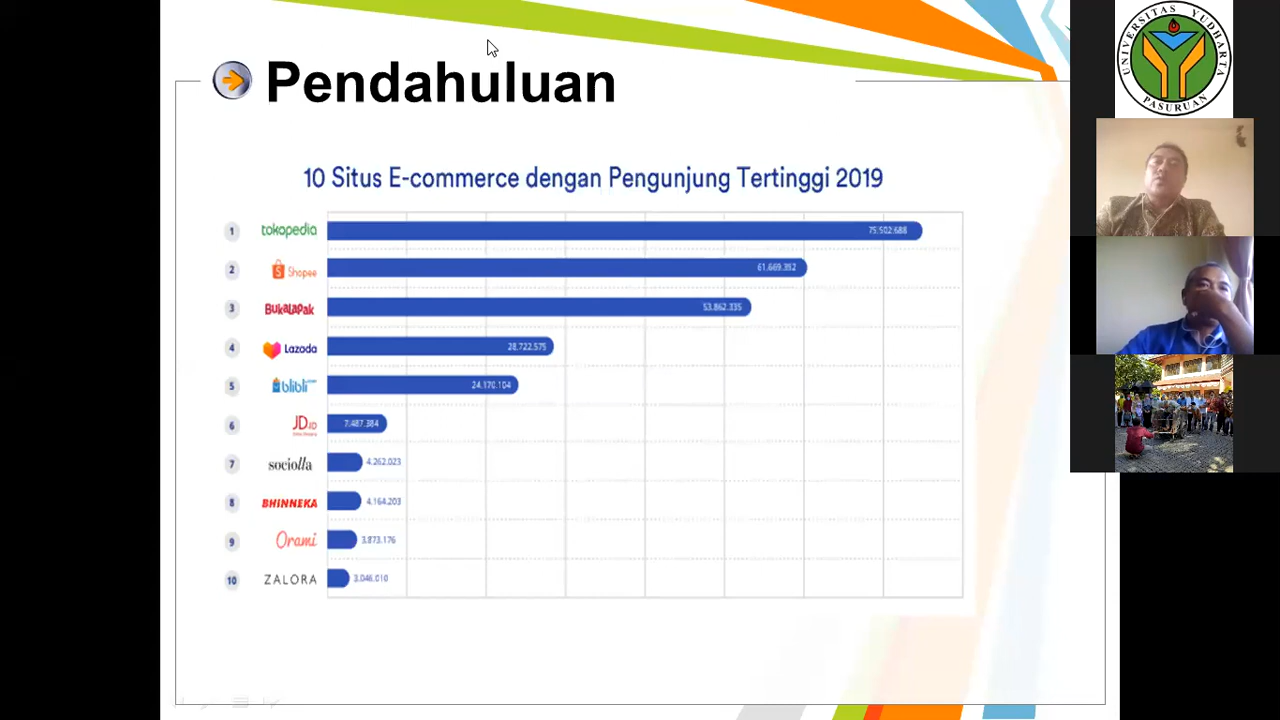 Pendahuluan
10 Situs E-commerce dengan Pengunjung Tertinggi 2019
1 tokopedia 75.502.688
2 Shopee 61.669.352
3 BukaLapak 53.862.335
4 Lazada 28.722.575
5 blibli.com 24.170.104
6 JD.ID 7.487.384
7 sociolla 4.262.023
8 BHINNEKA 4.164.203
9 Orami 3.873.176
10 ZALORA 3.046.010
UNIVERSITAS YUDHARTA
PASURUAN